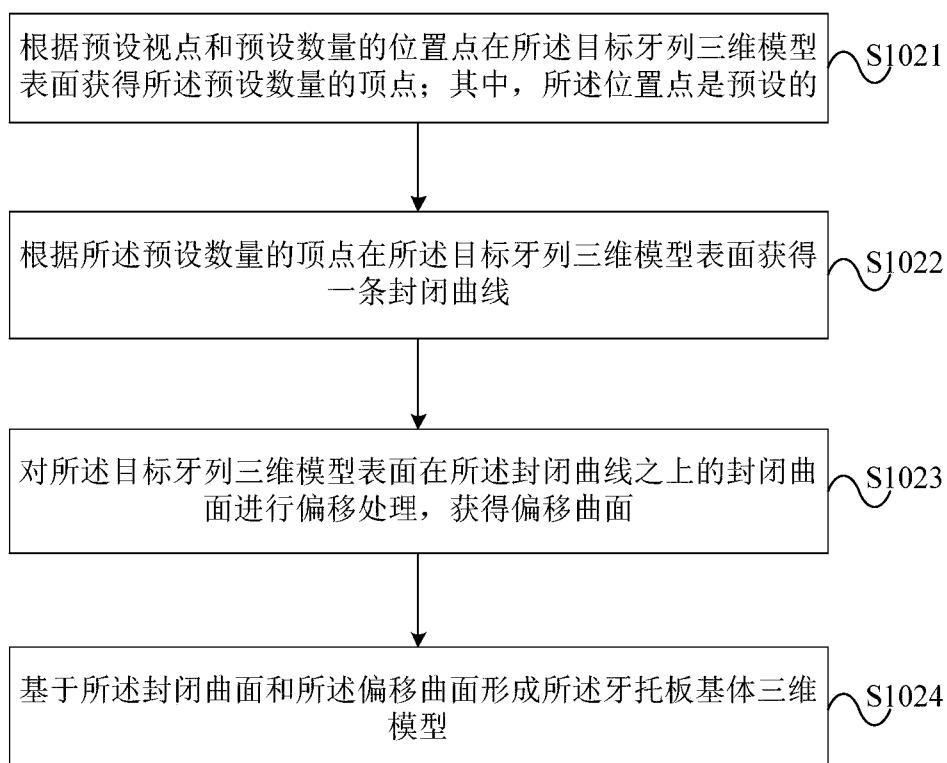 根据预设视点和预设数量的位置点在所述目标牙列三维模型
表面获得所述预设数量的顶点；其中，所述位置点是预设的
S1021
根据所述预设数量的顶点在所述目标牙列三维模型表面获得
一条封闭曲线
S1022
对所述目标牙列三维模型表面在所述封闭曲线之上的封闭曲
面进行偏移处理，获得偏移曲面
S1023
基于所述封闭曲面和所述偏移曲面形成所述牙托板基体三维
模型
S1024